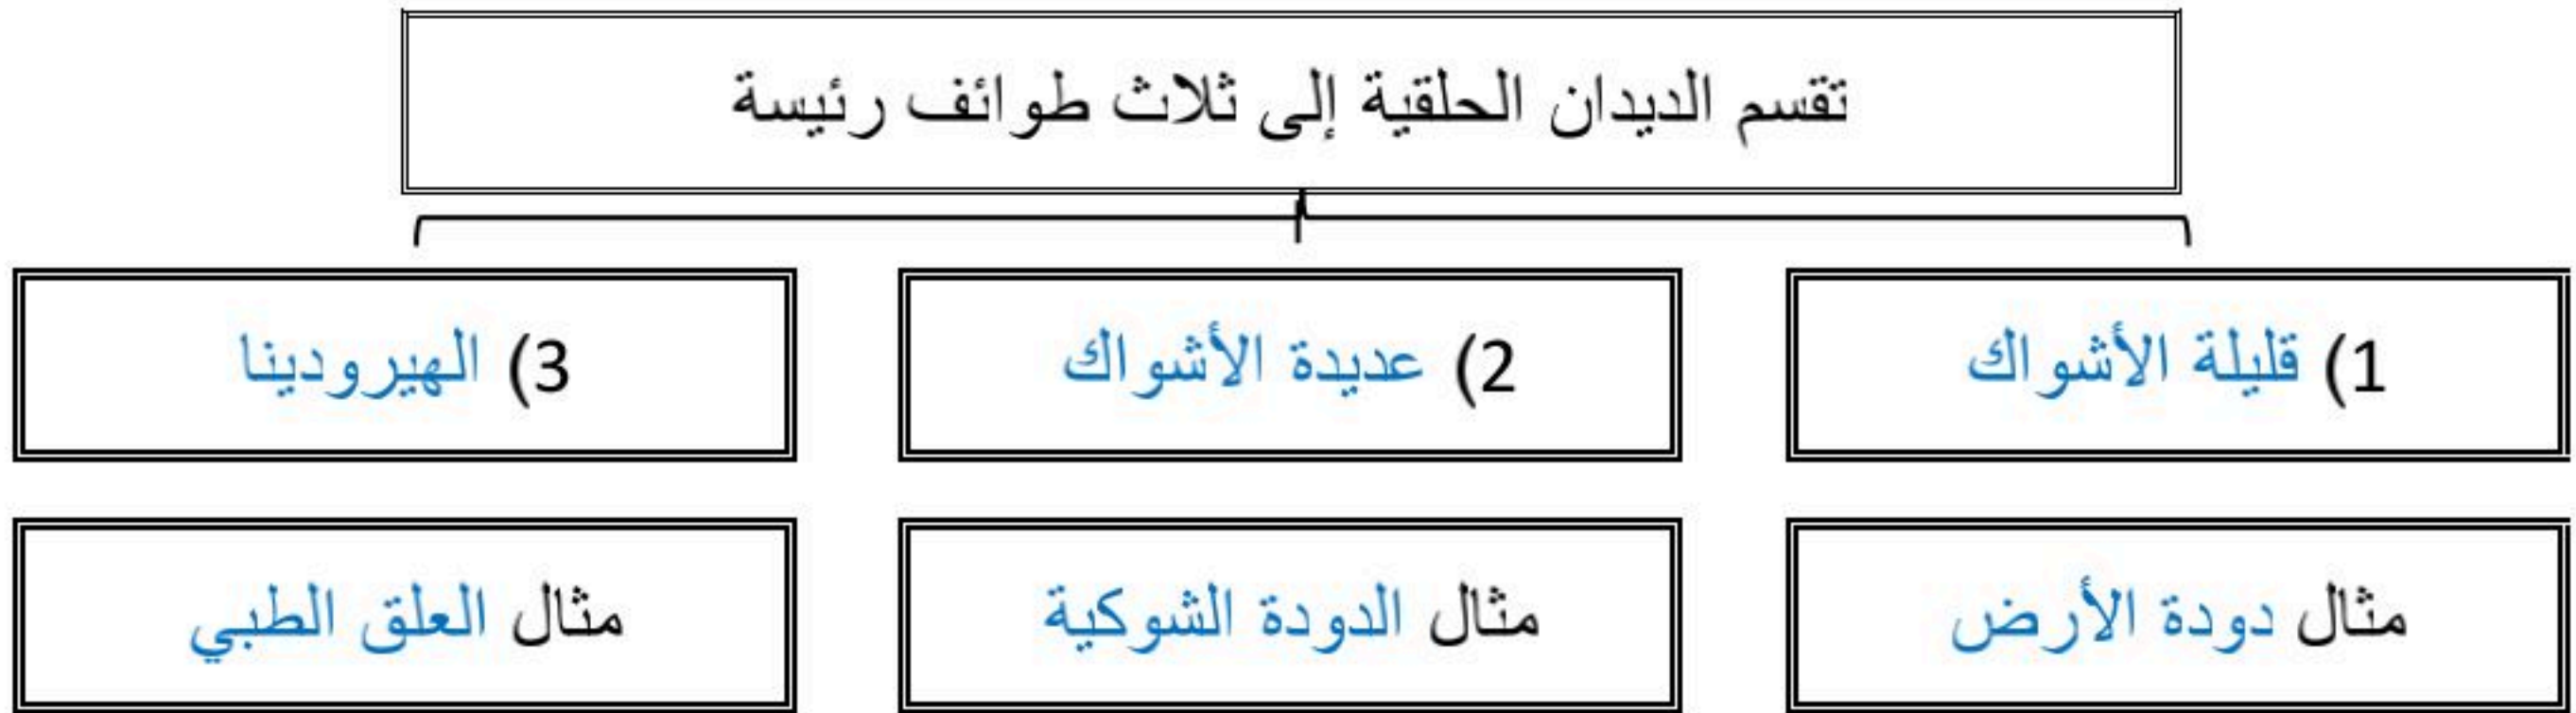 تقسم الديدان الحلقية إلى ثلاث طوائف رئيسة
1) قليلة الأشواك
2) عديدة الأشواك
3) الهيرودينا
مثال دودة الأرض
مثال الدودة الشوكية
مثال العلق الطبي